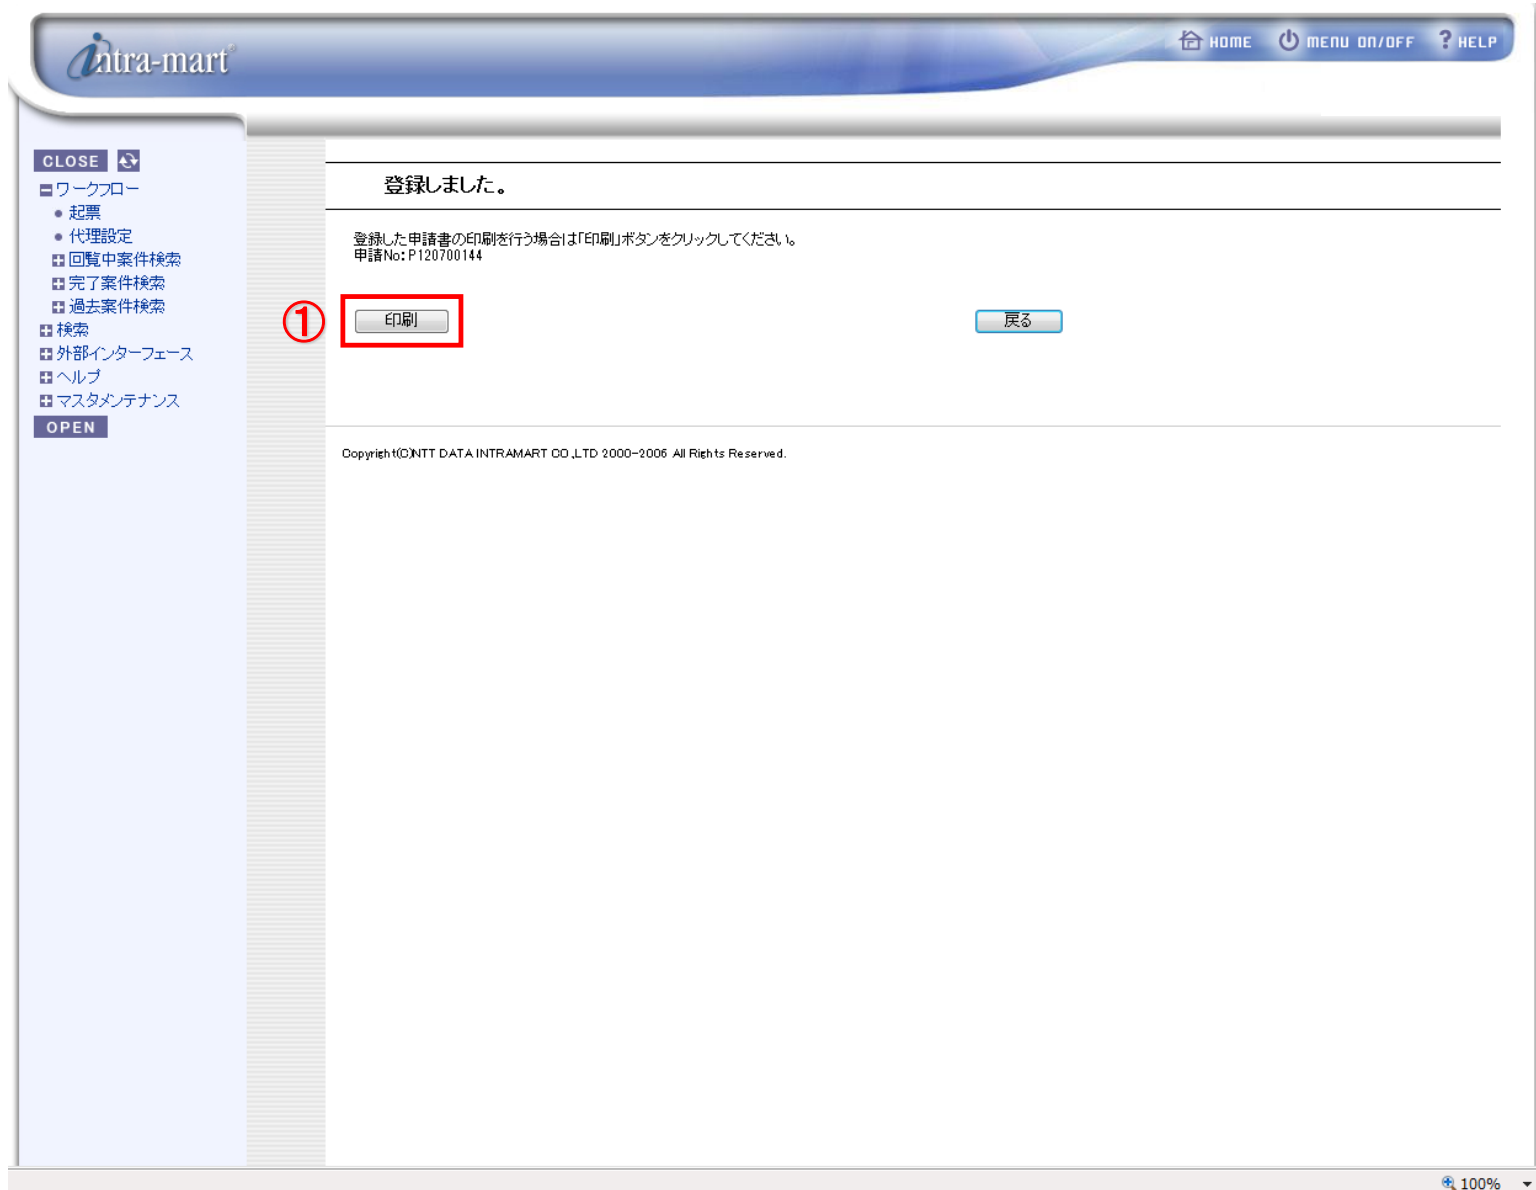 intra-mart®
HOME MENU ON/OFF ? HELP
CLOSE
ワークフロー
起票
代理設定
回覧中案件検索
完了案件検索
過去案件検索
検索
外部インターフェース
ヘルプ
マスタメンテナンス
OPEN
登録しました。
登録した申請書の印刷を行う場合は「印刷」ボタンをクリックしてください。
申請No:P120700144
① 印刷 戻る
Copyright(C)NTT DATA INTRAMART CO.,LTD 2000-2006 All Rights Reserved.
100%